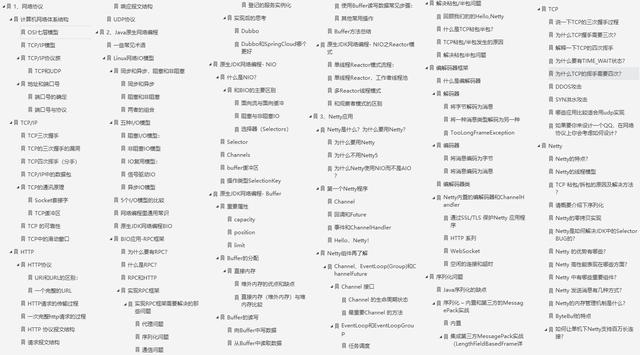 1、网络协议
计算机网络体系结构
OSI七层模型
TCP/IP模型
TCP/IP协议族
TCP和UDP
地址和端口号
端口号的确定
端口号与协议
TCP/IP
TCP三次握手
TCP的三次握手的漏洞
TCP四次挥手（分手）
TCP/IP中的数据包
TCP的通讯原理
Socket套接字
TCP缓冲区
TCP 的可靠性
TCP中的滑动窗口
HTTP
HTTP协议
URI和URL的区别：
一个完整的URL
HTTP请求的传输过程
一次完整http请求的过程
HTTP 协议报文结构
请求报文结构
响应报文结构
UDP协议
2、Java原生网络编程
一些常见术语
Linux网络IO模型
同步和异步、阻塞和非阻塞
同步和异步
阻塞和非阻塞
两者的组合
五种I/O模型
阻塞I/O模型：
非阻塞IO模型
IO复用模型：
信号驱动IO
异步IO模型
5个I/O模型的比较
网络编程里通用常识
原生JDK网络编程BIO
BIO应用-RPC框架
为什么要有RPC?
什么是RPC?
RPC和HTTP
实现RPC框架
实现RPC框架需要解决的那
些问题
代理问题
序列化问题
通信问题
登记的服务实例化
实现后的思考
Dubbo
Dubbo和SpringCloud哪个
更好
原生JDK网络编程- NIO
什么是NIO?
和BIO的主要区别
面向流与面向缓冲
阻塞与非阻塞IO
选择器（Selectors）
Selector
Channels
buffer缓冲区
操作类型SelectionKey
原生JDK网络编程- Buffer
重要属性
capacity
position
limit
Buffer的分配
直接内存
堆外内存的优点和缺点
直接内存（堆外内存）与堆
内存比较
Buffer的读写
向Buffer中写数据
从Buffer中读取数据
使用Buffer读写数据常见步骤：
其他常用操作
Buffer方法总结
原生JDK网络编程- NIO之Reactor模
式
单线程Reactor模式流程：
单线程Reactor，工作者线程池
多Reactor线程模式
和观察者模式的区别
3、Netty应用
Netty是什么？为什么要用Netty?
为什么要用Netty
为什么不用Netty5
为什么Netty使用NIO而不是AIO
？
第一个Netty程序
Channel
回调和Future
事件和ChannelHandler
Hello、Netty!
Netty组件再了解
Channel、EventLoop(Group)和C
hannelFuture
Channel 接口
Channel 的生命周期状态
最重要Channel 的方法
EventLoop和EventLoopGrou
p
任务调度
解决粘包/半包问题
回顾我们的的Hello,Netty
什么是TCP粘包半包?
TCP粘包/半包发生的原因
解决粘包半包问题
编解码器框架
什么是编解码器
解码器
将字节解码为消息
将一种消息类型解码为另一种
TooLongFrameException
编码器
将消息编码为字节
将消息编码为消息
编解码器类
Netty内置的编解码器和ChannelH
andler
通过SSL/TLS 保护Netty 应用程
序
HTTP 系列
WebSocket
空闲的连接和超时
序列化问题
Java序列化的缺点
序列化 – 内置和第三方的Messag
ePack实战
内置
集成第三方MessagePack实战
（LengthFieldBasedFrame详
TCP
说一下TCP的三次握手过程
为什么TCP握手需要三次？
解释一下TCP的四次挥手
为什么要有TIME_WAIT状态?
为什么TCP的挥手需要四次？
DDOS攻击
SYN洪水攻击
哪些应用比较适合用udp实现
如果要你来设计一个QQ，在网络
协议上你会考虑如何设计?
Netty
Netty的特点？
Netty的线程模型
TCP 粘包/拆包的原因及解决方法
?
请概要介绍下序列化
Netty的零拷贝实现
Netty是如何解决JDK中的Selector
BUG的?
Netty 的优势有哪些?
Netty 高性能表现在哪些方面?
Netty 中有哪些重要组件?
Netty 发送消息有几种方式?
Netty的内存管理机制是什么?
ByteBuf的特点
如何让单机下Netty支持百万长连
接?